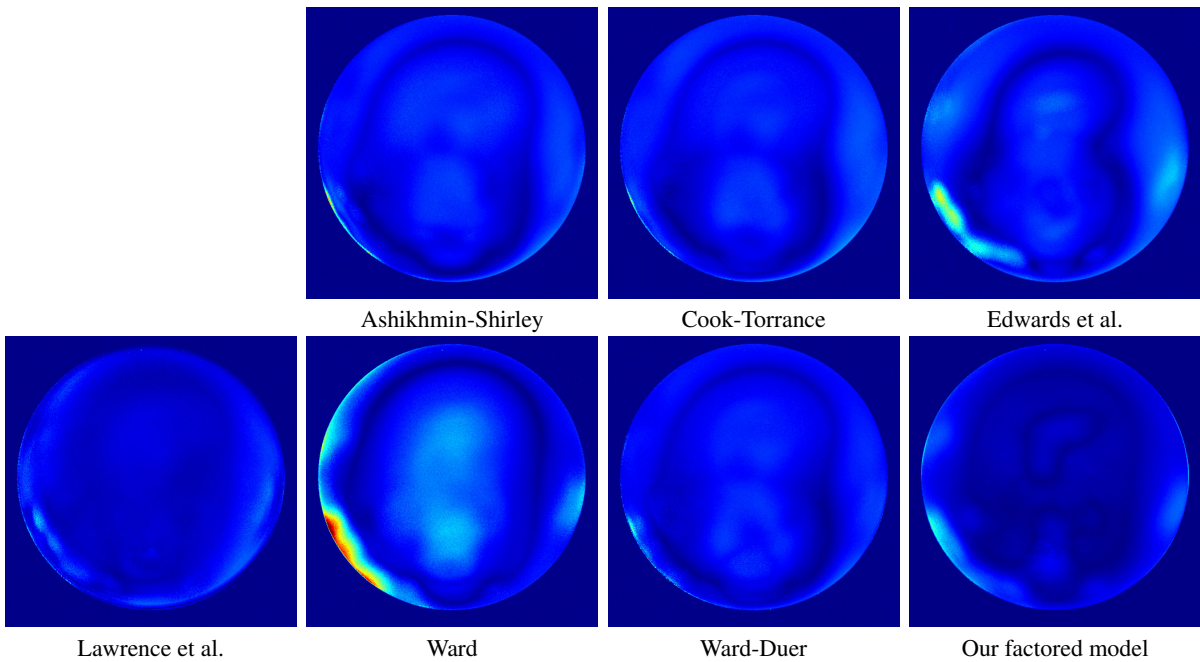 Ashikhmin-Shirley
Cook-Torrance
Edwards et al.
Lawrence et al.
Ward
Ward-Duer
Our factored model